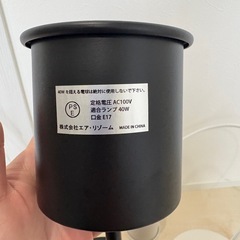 40Wを超える電球は絶対に使用しないで下さい。
PS
E
定格電圧 AC100V
適合ランプ 40W
口金 E17
株式会社エア・リゾーム MADE IN CHINA